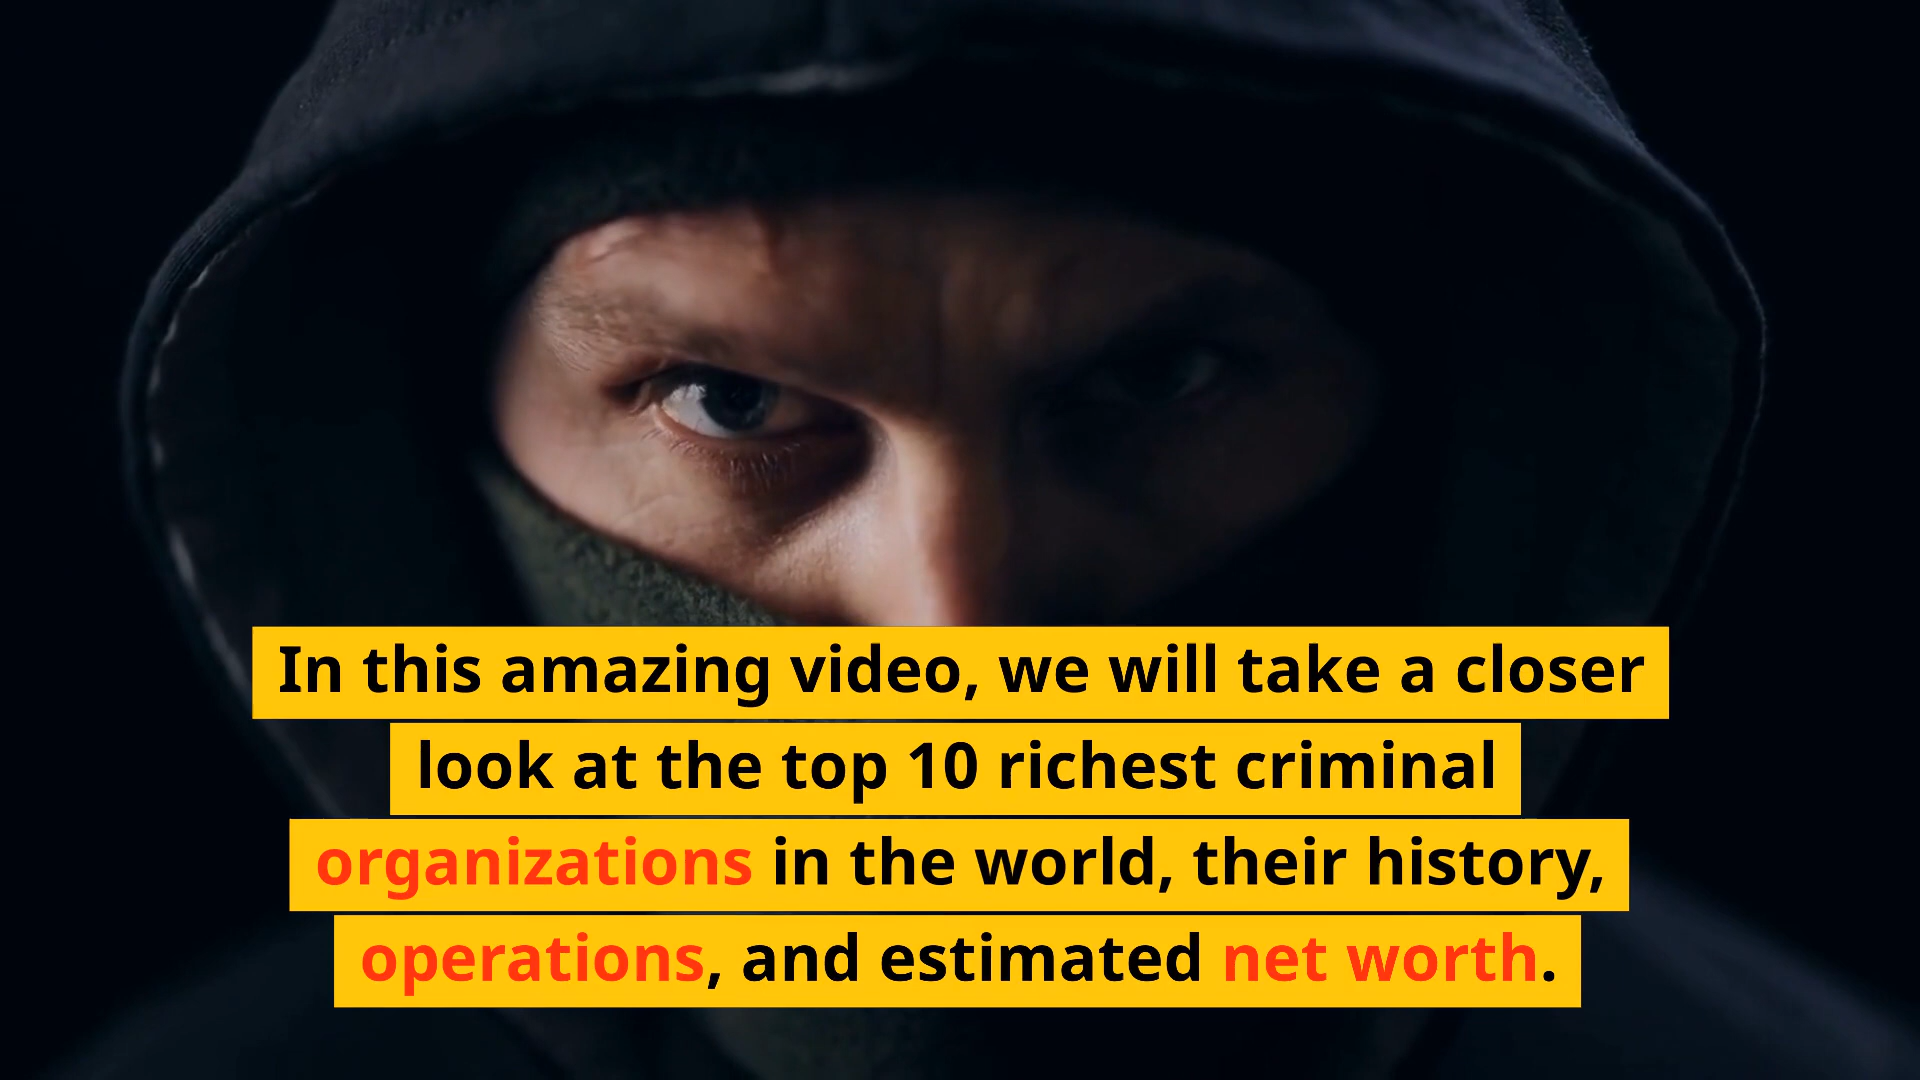 In this amazing video, we will take a closer
look at the top 10 richest criminal
organizations in the world, their history,
operations, and estimated net worth.